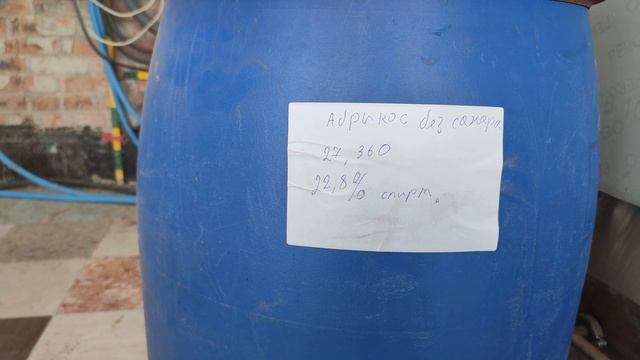 Абрикос без сахара
27,360
22,8% спирт.